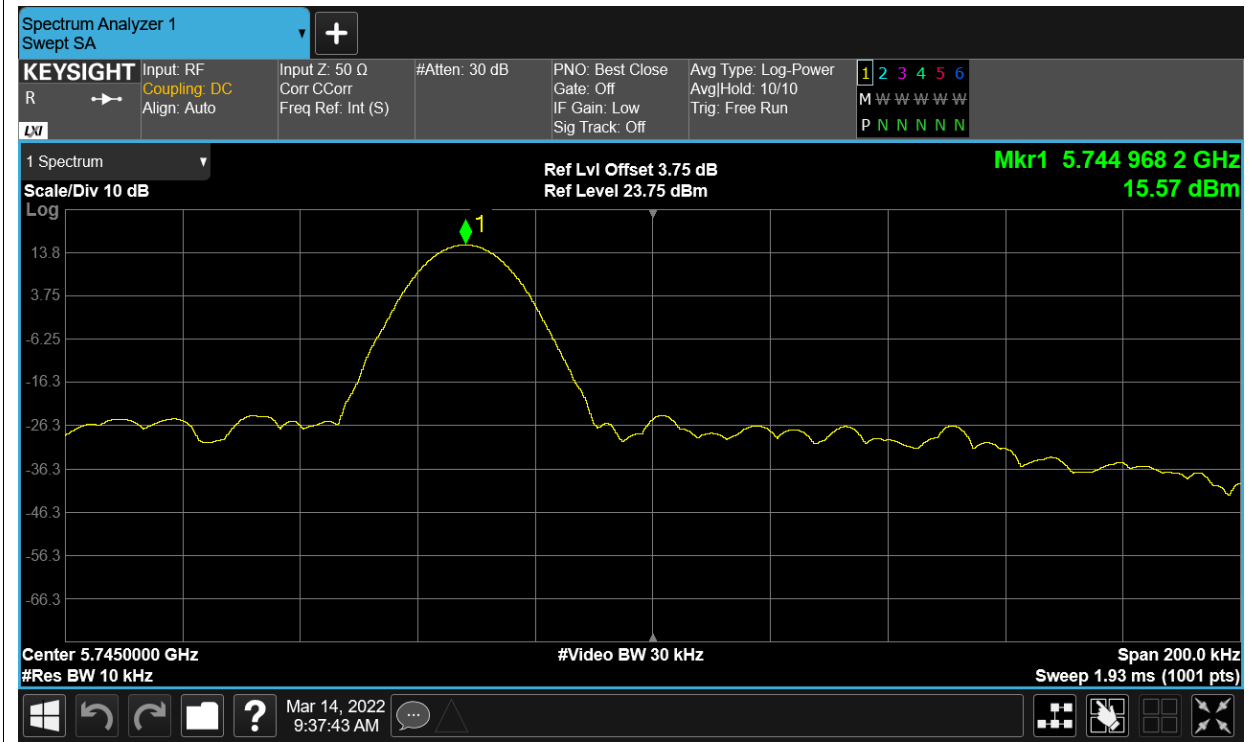 Spectrum Analyzer 1
Swept SA
KEYSIGHT
R
LXI
Input: RF
Coupling: DC
Align: Auto
Input Z: 50 Ω
Corr CCorr
Freq Ref: Int (S)
#Atten: 30 dB
PNO: Best Close
Gate: Off
IF Gain: Low
Sig Track: Off
Avg Type: Log-Power
Avg|Hold: 10/10
Trig: Free Run
1 2 3 4 5 6
M W W W W W
P N N N N N
1 Spectrum
Scale/Div 10 dB
Ref Lvl Offset 3.75 dB
Ref Level 23.75 dBm
Mkr1 5.744 968 2 GHz
15.57 dBm
Log
1
13.8
3.75
-6.25
-16.3
-26.3
-36.3
-46.3
-56.3
-66.3
Center 5.7450000 GHz
#Video BW 30 kHz
Span 200.0 kHz
#Res BW 10 kHz
Sweep 1.93 ms (1001 pts)
?
Mar 14, 2022
9:37:43 AM